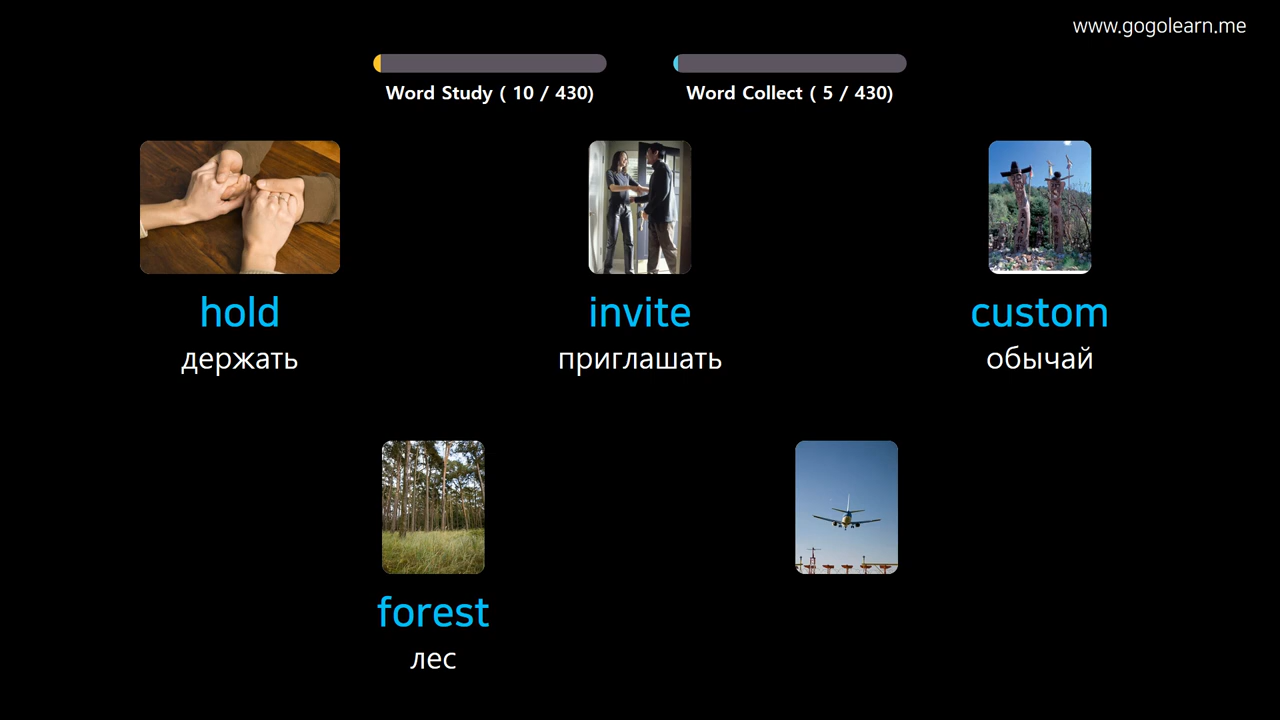 www.gogolearn.me
Word Study ( 10 / 430)
Word Collect ( 5 / 430)
hold
держать
invite
приглашать
custom
обычай
forest
лес